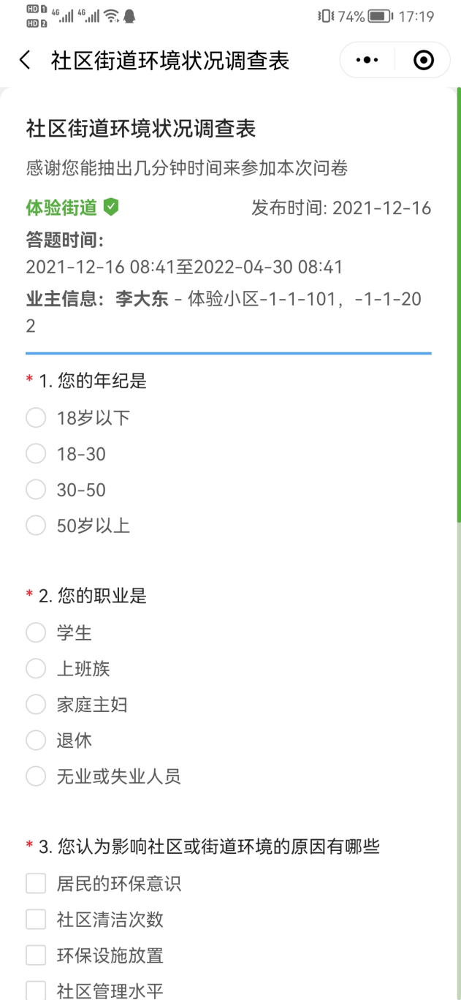 HD 1 4G 4G 74% 17:19
HD 2
社区街道环境状况调查表
社区街道环境状况调查表
感谢您能抽出几分钟时间来参加本次问卷
体验街道 发布时间: 2021-12-16
答题时间:
2021-12-16 08:41至2022-04-30 08:41
业主信息: 李大东 - 体验小区-1-1-101, -1-1-20
2
* 1. 您的年纪是
18岁以下
18-30
30-50
50岁以上
* 2. 您的职业是
学生
上班族
家庭主妇
退休
无业或失业人员
* 3. 您认为影响社区或街道环境的原因有哪些
居民的环保意识
社区清洁次数
环保设施放置
社区管理水平